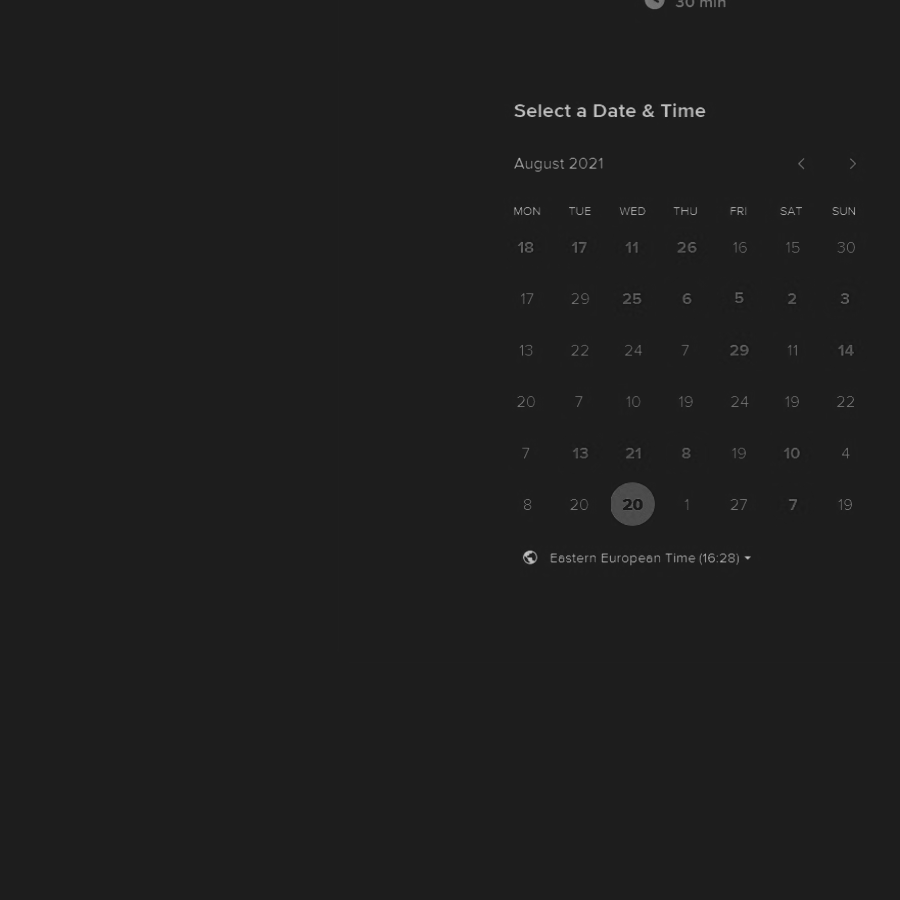 30 min
Select a Date & Time
August 2021
MON TUE WED THU FRI SAT SUN
18 17 11 26 16 15 30
17 29 25 6 5 2 3
13 22 24 7 29 11 14
20 7 10 19 24 19 22
7 13 21 8 19 10 4
8 20 20 1 27 7 19
Eastern European Time (16:28)